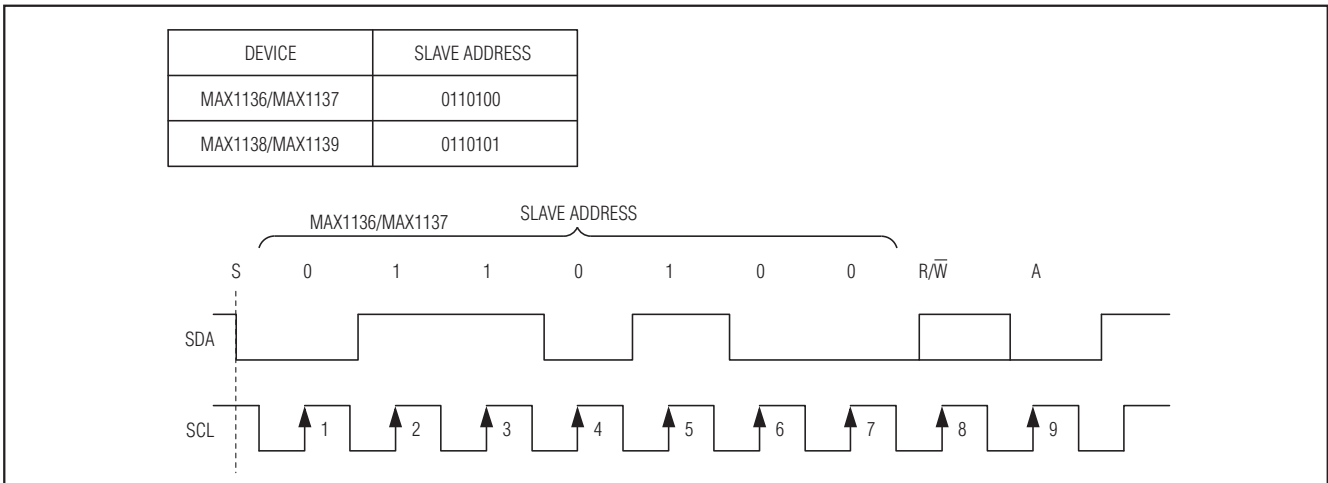 DEVICE SLAVE ADDRESS
MAX1136/MAX1137 0110100
MAX1138/MAX1139 0110101
MAX1136/MAX1137 SLAVE ADDRESS
S 0 1 1 0 1 0 0 R/W̅ A
SDA
SCL 1 2 3 4 5 6 7 8 9